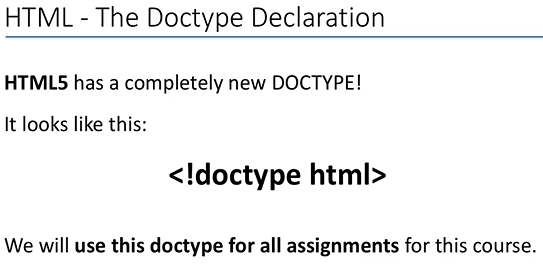 HTML - The Doctype Declaration
HTML5 has a completely new DOCTYPE!
It looks like this:
<!doctype html>
We will use this doctype for all assignments for this course.